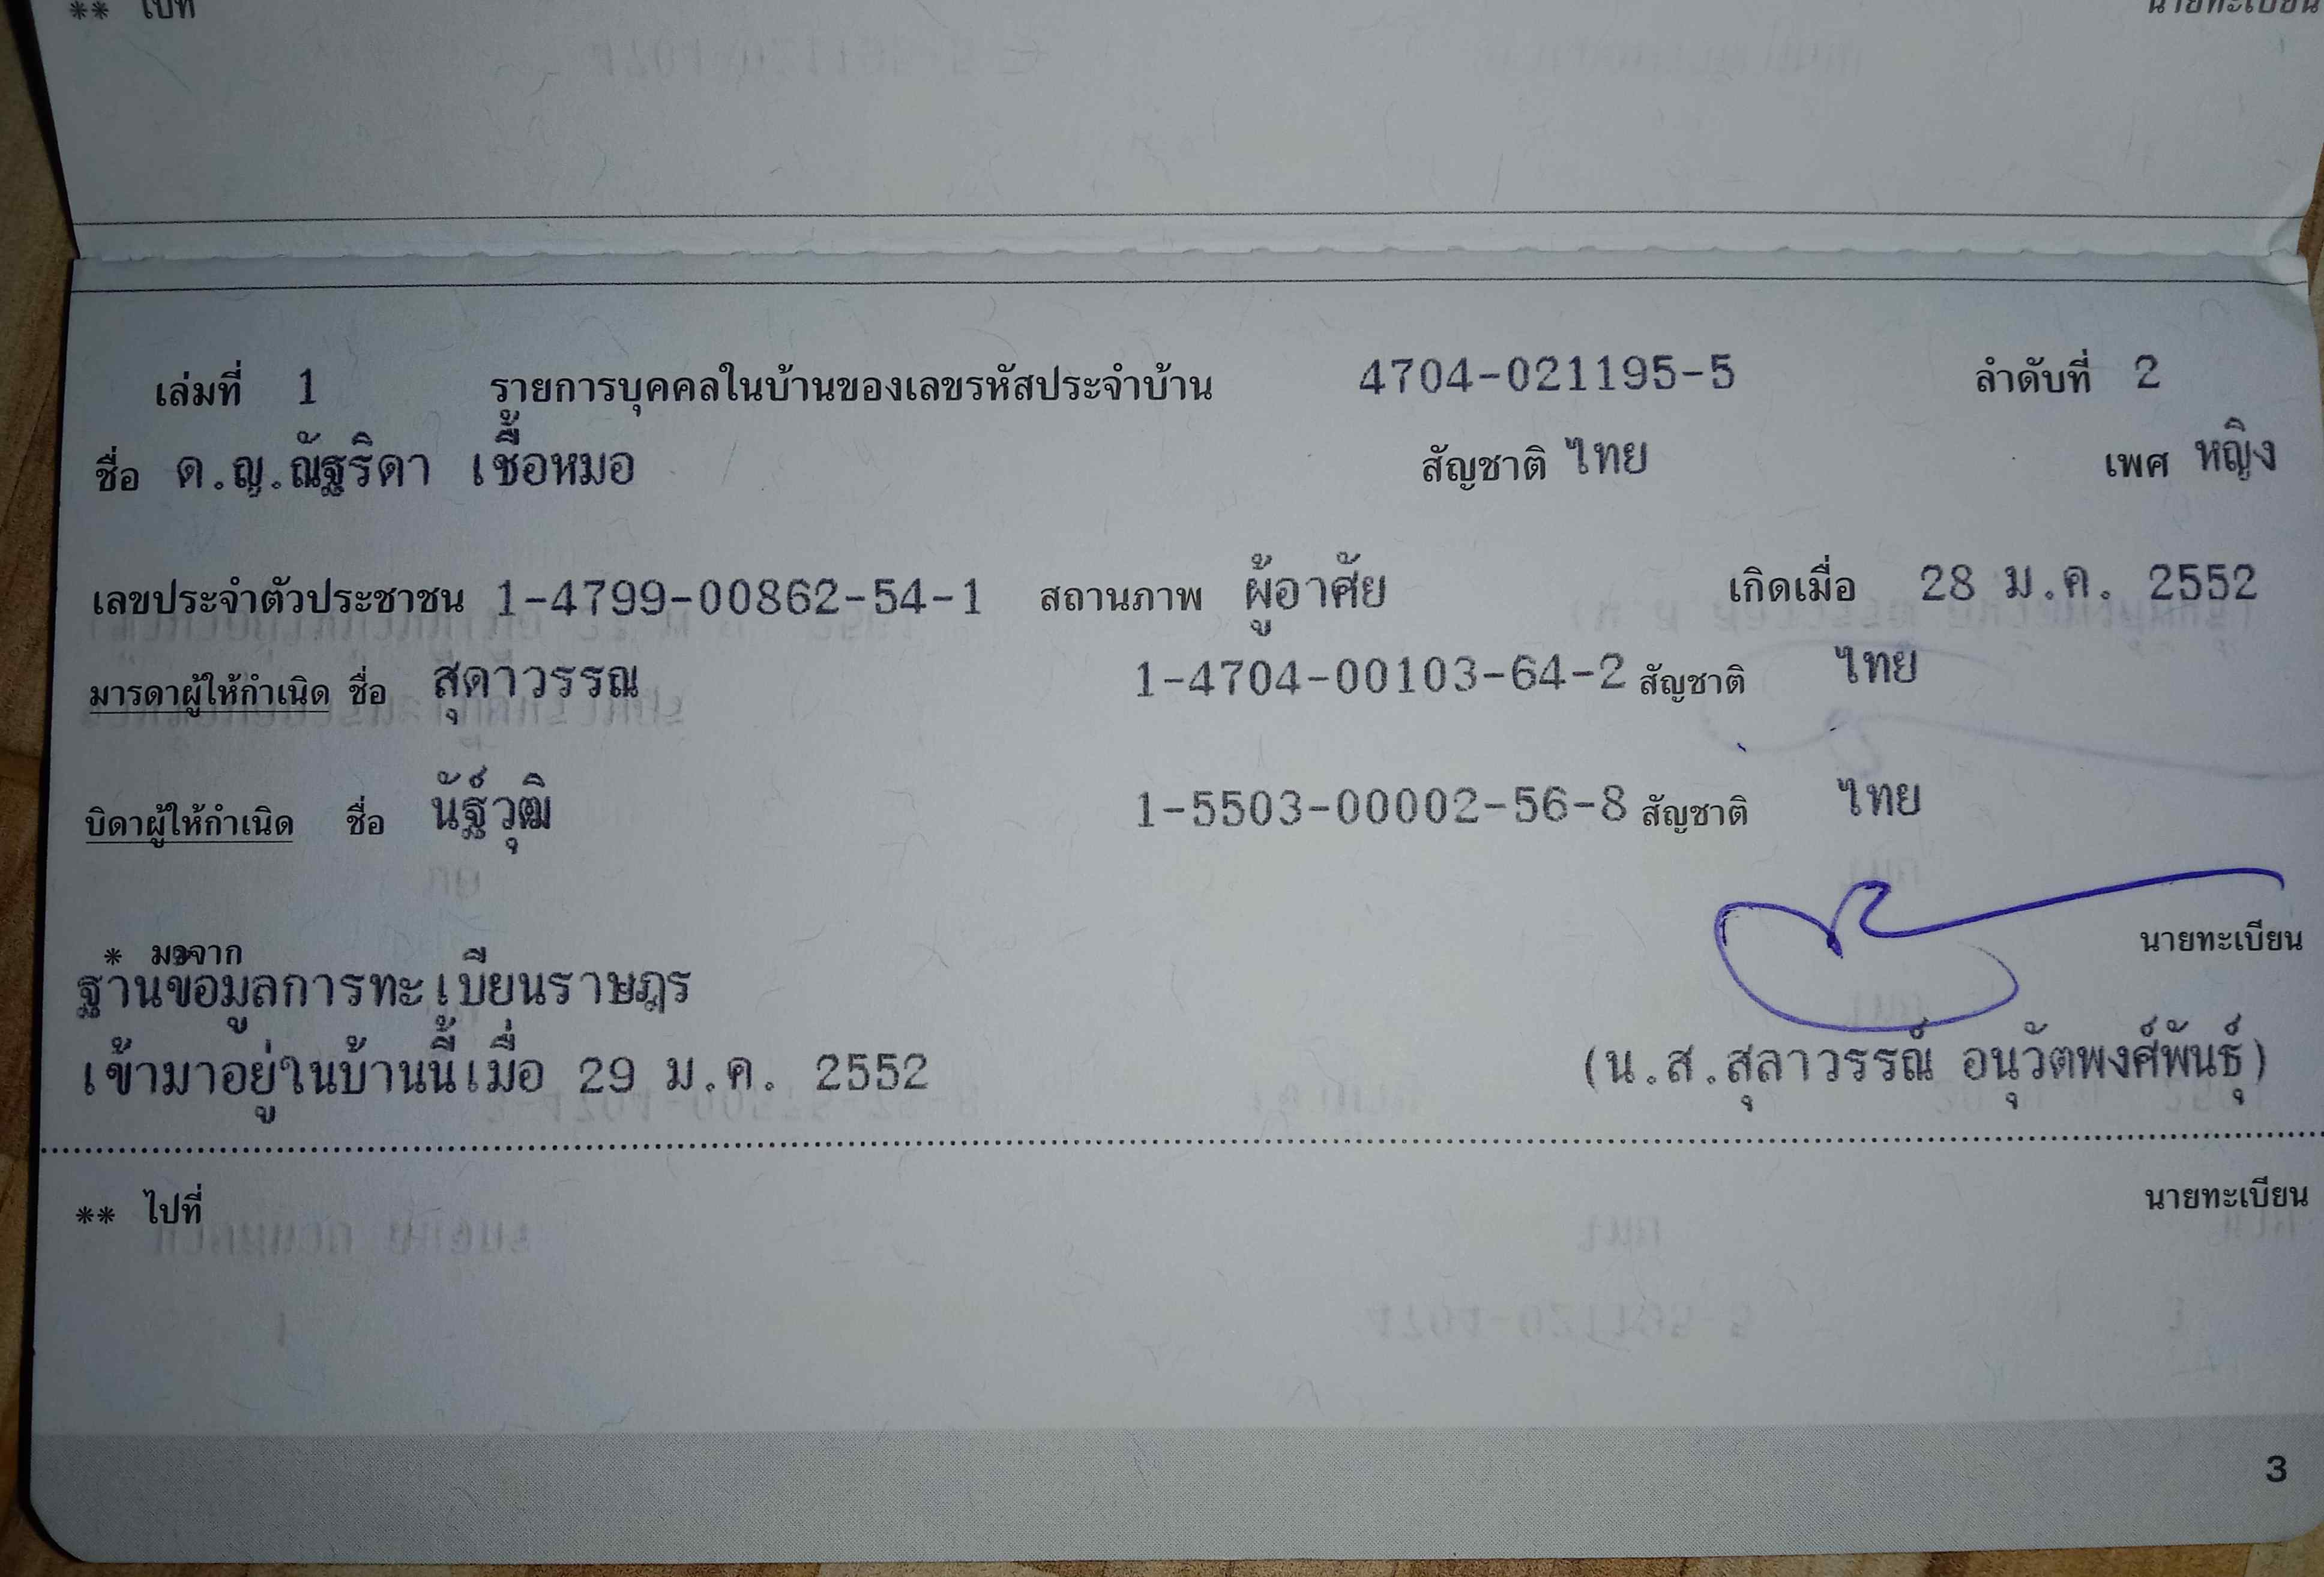 ** ไปที่ นายทะเบียน
เล่มที่ 1 รายการบุคคลในบ้านของเลขรหัสประจำบ้าน 4704-021195-5 ลำดับที่ 2
ชื่อ ด.ญ.ณัฐริดา เชื้อหมอ สัญชาติ ไทย เพศ หญิง
เลขประจำตัวประชาชน 1-4799-00862-54-1 สถานภาพ ผู้อาศัย เกิดเมื่อ 28 ม.ค. 2552
มารดาผู้ให้กำเนิด ชื่อ สุดาวรรณ 1-4704-00103-64-2 สัญชาติ ไทย
บิดาผู้ให้กำเนิด ชื่อ นัฐ์วุฒิ 1-5503-00002-56-8 สัญชาติ ไทย
* มาจาก นายทะเบียน
ฐานข้อมูลการทะเบียนราษฎร
เข้ามาอยู่ในบ้านนี้เมื่อ 29 ม.ค. 2552 (น.ส.สุลาวรรณ์ อนุวัตพงศ์พันธุ์)
** ไปที่ นายทะเบียน
3